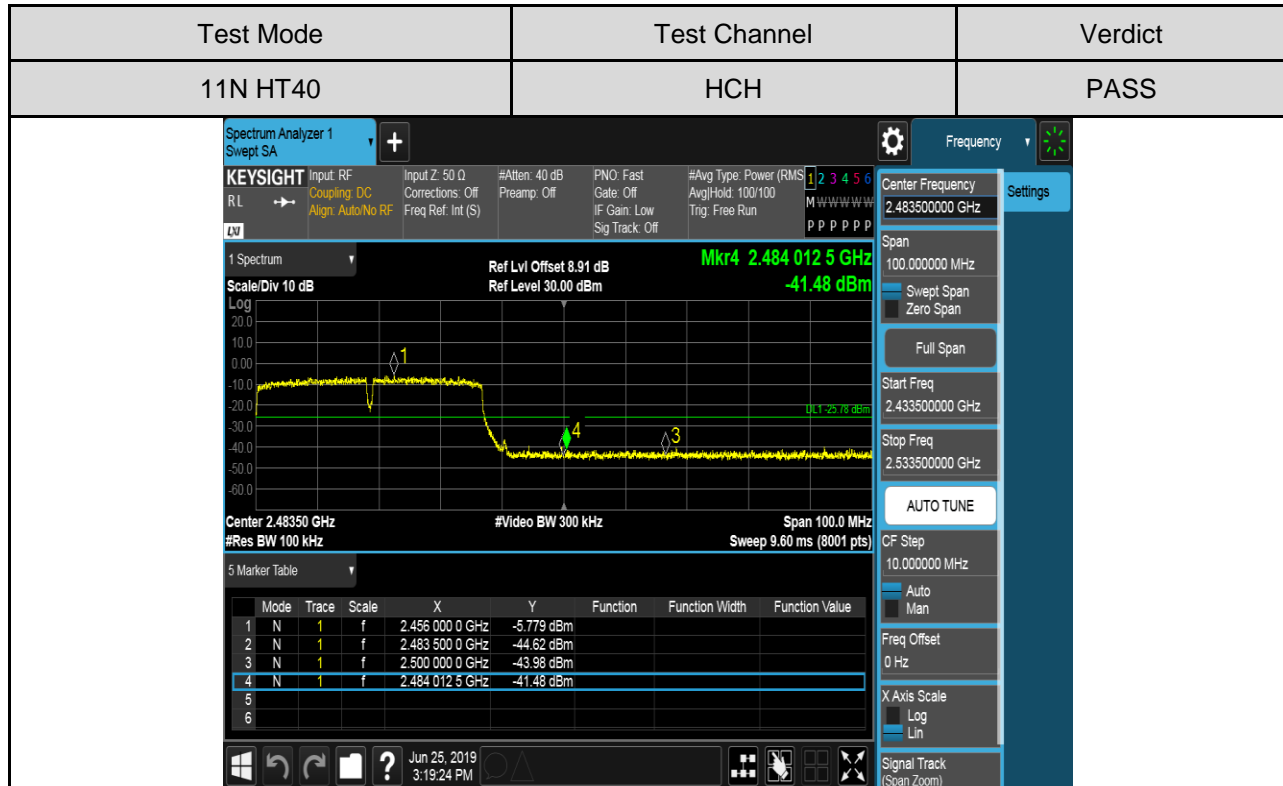 Test Mode Test Channel Verdict
11N HT40 HCH PASS
Spectrum Analyzer 1
Swept SA
+
Frequency
KEYSIGHT Input: RF Input Z: 50 Ω #Atten: 40 dB PNO: Fast #Avg Type: Power (RMS 1 2 3 4 5 6
RL Coupling: DC Corrections: Off Preamp: Off Gate: Off Avg|Hold: 100/100 M W W W W W
Align: Auto/No RF Freq Ref: Int (S) IF Gain: Low Trig: Free Run
LXI Sig Track: Off P P P P P P
1 Spectrum
Scale/Div 10 dB
Ref Lvl Offset 8.91 dB
Ref Level 30.00 dBm
Mkr4 2.484 012 5 GHz
-41.48 dBm
Log
20.0
10.0
0.00
-10.0
-20.0
-30.0
-40.0
-50.0
-60.0
1
4
3
DL1 -25.78 dBm
Center 2.48350 GHz #Video BW 300 kHz Span 100.0 MHz
#Res BW 100 kHz Sweep 9.60 ms (8001 pts)
5 Marker Table
Mode Trace Scale X Y Function Function Width Function Value
1 N 1 f 2.456 000 0 GHz -5.779 dBm
2 N 1 f 2.483 500 0 GHz -44.62 dBm
3 N 1 f 2.500 000 0 GHz -43.98 dBm
4 N 1 f 2.484 012 5 GHz -41.48 dBm
5
6
?
Jun 25, 2019
3:19:24 PM
Center Frequency
2.483500000 GHz
Settings
Span
100.000000 MHz
Swept Span
Zero Span
Full Span
Start Freq
2.433500000 GHz
Stop Freq
2.533500000 GHz
AUTO TUNE
CF Step
10.000000 MHz
Auto
Man
Freq Offset
0 Hz
X Axis Scale
Log
Lin
Signal Track
(Span Zoom)